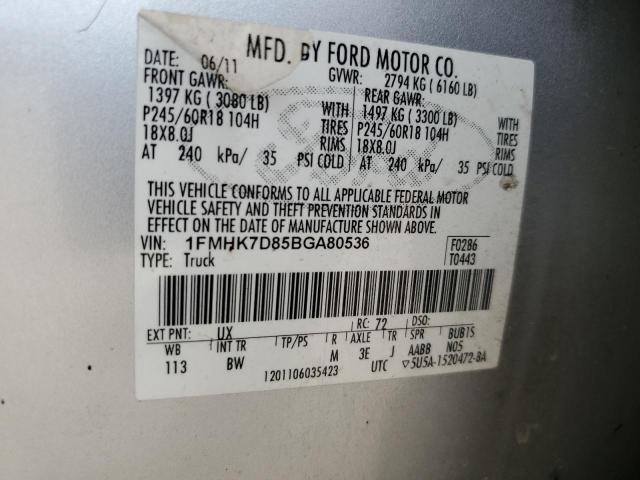 MFD. BY FORD MOTOR CO.
DATE: 06/11 GVWR: 2794 KG ( 6160 LB)
FRONT GAWR: REAR GAWR:
1397 KG ( 3080 LB) WITH 1497 KG ( 3300 LB) WITH
P245/60R18 104H TIRES P245/60R18 104H TIRES
18X8.0J RIMS 18X8.0J RIMS
AT 240 kPa/ 35 PSI COLD AT 240 kPa/ 35 PSI COLD
THIS VEHICLE CONFORMS TO ALL APPLICABLE FEDERAL MOTOR
VEHICLE SAFETY AND THEFT PREVENTION STANDARDS IN
EFFECT ON THE DATE OF MANUFACTURE SHOWN ABOVE.
VIN: 1FMHK7D85BGA80536 F0286
TYPE: Truck T0443
RC: 72 DSO:
EXT PNT: UX
WB INT TR TP/PS R AXLE TR SPR BUB1S
113 BW M 3E J AABB N05
1201106035423 UTC ▽5U5A-1520472-BA
Ford